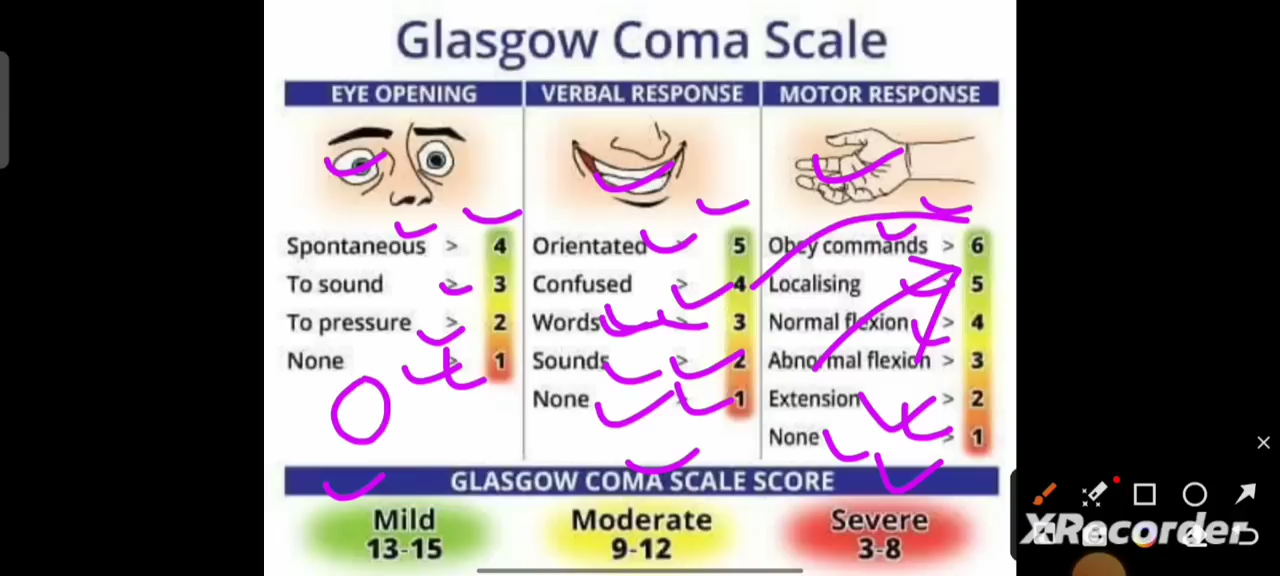 Glasgow Coma Scale
EYE OPENING
Spontaneous > 4
To sound > 3
To pressure > 2
None > 1
VERBAL RESPONSE
Orientated > 5
Confused > 4
Words > 3
Sounds > 2
None > 1
MOTOR RESPONSE
Obey commands > 6
Localising > 5
Normal flexion > 4
Abnormal flexion > 3
Extension > 2
None > 1
GLASGOW COMA SCALE SCORE
Mild
13-15
Moderate
9-12
Severe
3-8
XRecorder